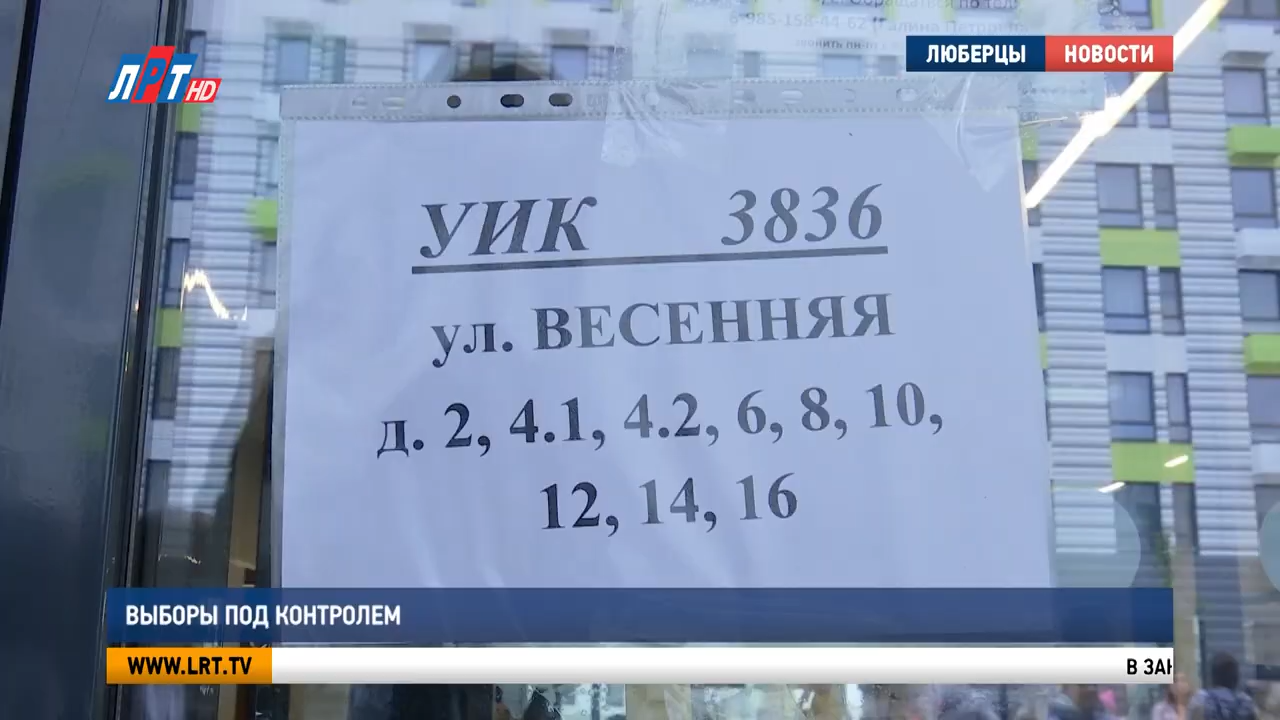 ЛРТ HD
ЛЮБЕРЦЫ НОВОСТИ
УИК 3836
ул. ВЕСЕННЯЯ
д. 2, 4.1, 4.2, 6, 8, 10,
12, 14, 16
ВЫБОРЫ ПОД КОНТРОЛЕМ
WWW.LRT.TV
В ЗАН